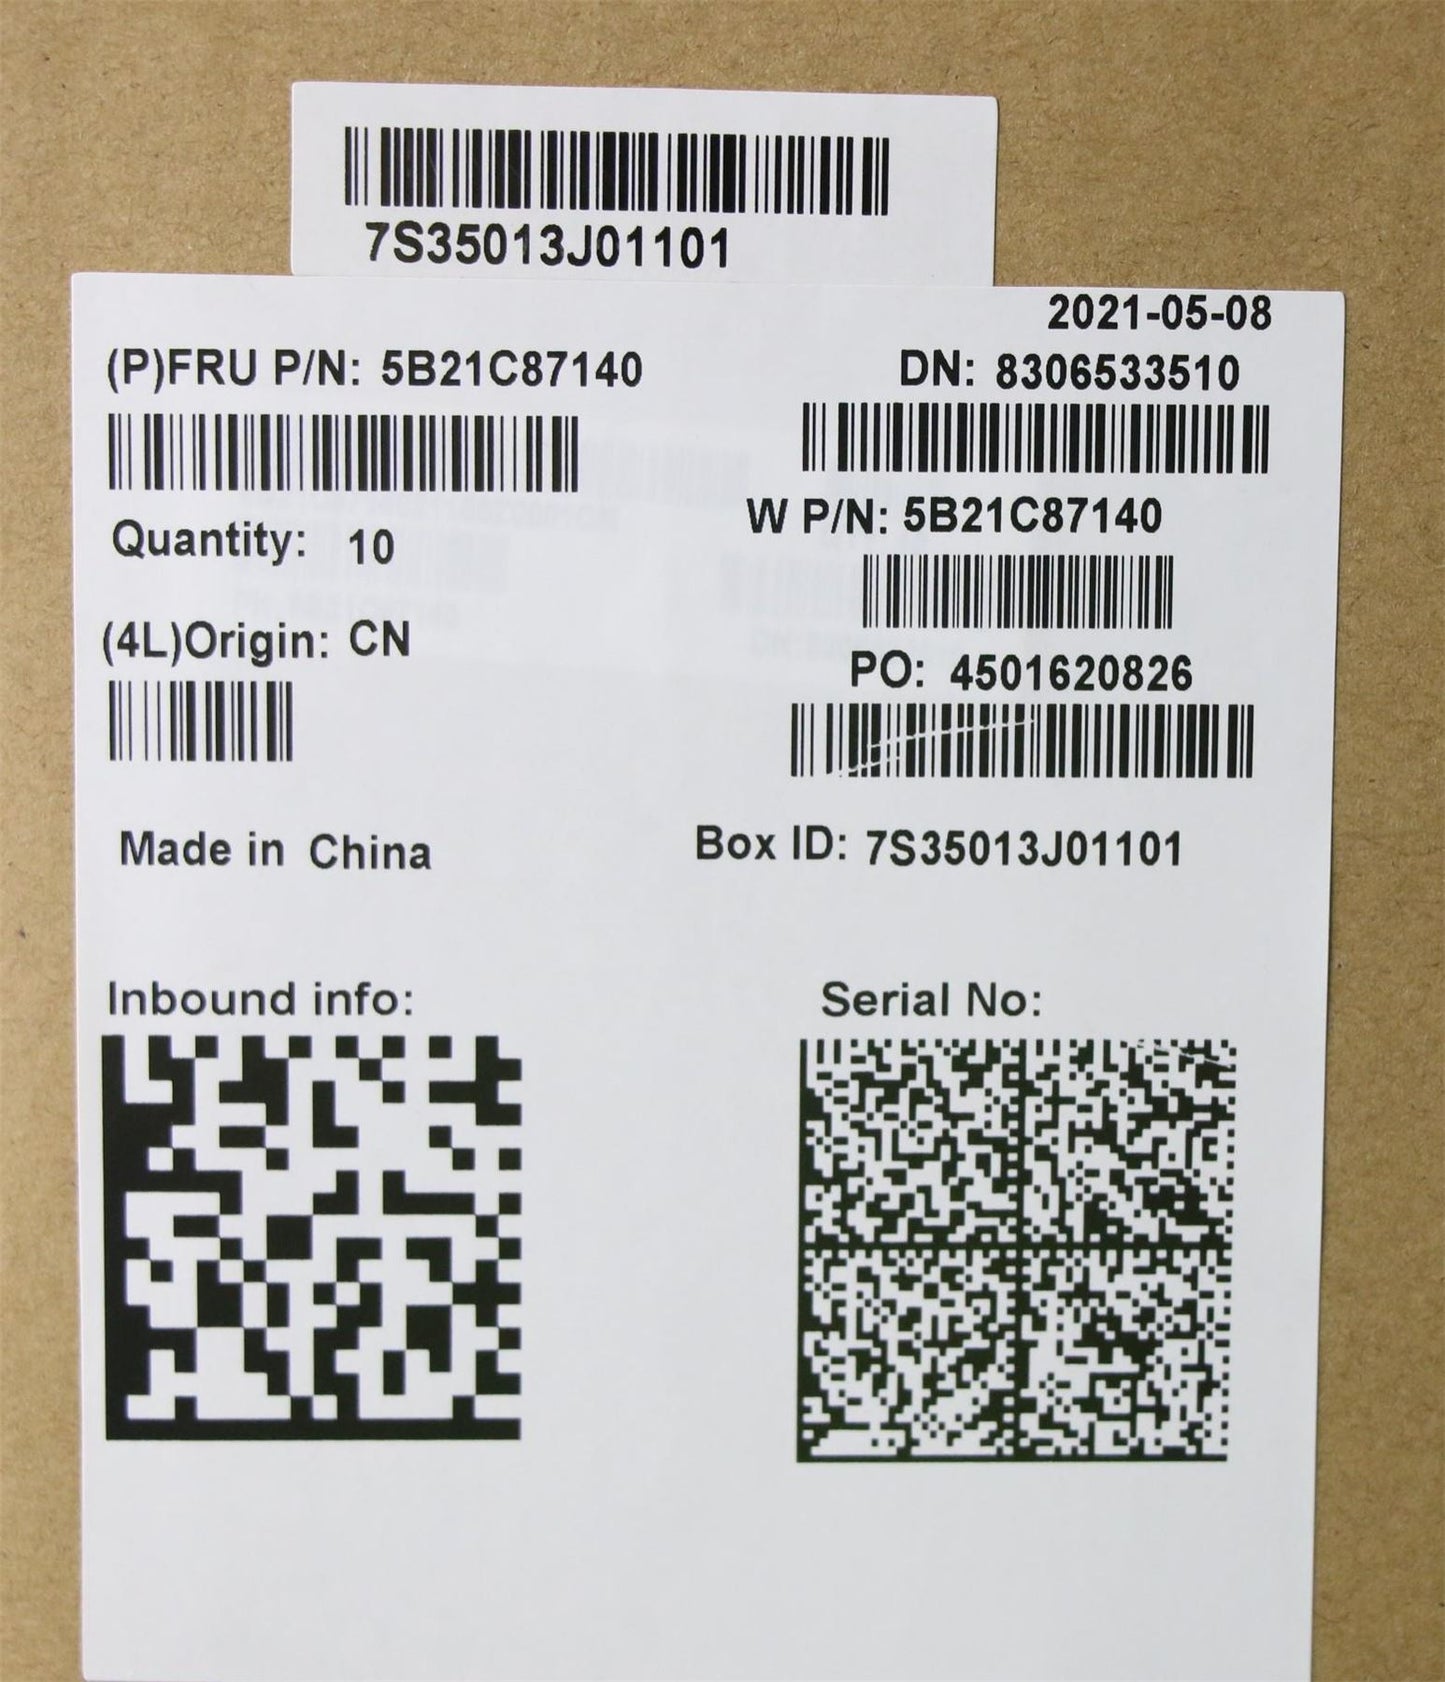 7S35013J01101
2021-05-08
(P)FRU P/N: 5B21C87140
DN: 8306533510
Quantity: 10
W P/N: 5B21C87140
(4L)Origin: CN
PO: 4501620826
Made in China
Box ID: 7S35013J01101
Inbound info:
Serial No: